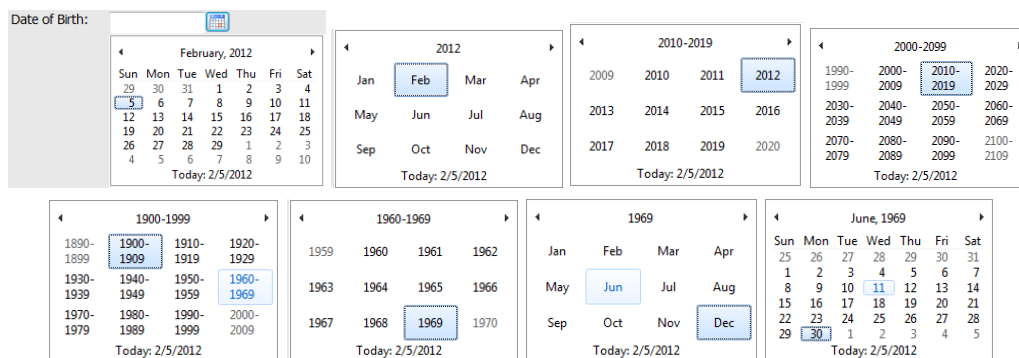 Date of Birth:
February, 2012
Sun Mon Tue Wed Thu Fri Sat
29 30 31 1 2 3 4
5 6 7 8 9 10 11
12 13 14 15 16 17 18
19 20 21 22 23 24 25
26 27 28 29 1 2 3
4 5 6 7 8 9 10
Today: 2/5/2012
2012
Jan Feb Mar Apr
May Jun Jul Aug
Sep Oct Nov Dec
Today: 2/5/2012
2010-2019
2009 2010 2011 2012
2013 2014 2015 2016
2017 2018 2019 2020
Today: 2/5/2012
2000-2099
1990- 2000- 2010- 2020-
1999 2009 2019 2029
2030- 2040- 2050- 2060-
2039 2049 2059 2069
2070- 2080- 2090- 2100-
2079 2089 2099 2109
Today: 2/5/2012
1900-1999
1890- 1900- 1910- 1920-
1899 1909 1919 1929
1930- 1940- 1950- 1960-
1939 1949 1959 1969
1970- 1980- 1990- 2000-
1979 1989 1999 2009
Today: 2/5/2012
1960-1969
1959 1960 1961 1962
1963 1964 1965 1966
1967 1968 1969 1970
Today: 2/5/2012
1969
Jan Feb Mar Apr
May Jun Jul Aug
Sep Oct Nov Dec
Today: 2/5/2012
June, 1969
Sun Mon Tue Wed Thu Fri Sat
25 26 27 28 29 30 31
1 2 3 4 5 6 7
8 9 10 11 12 13 14
15 16 17 18 19 20 21
22 23 24 25 26 27 28
29 30 1 2 3 4 5
Today: 2/5/2012